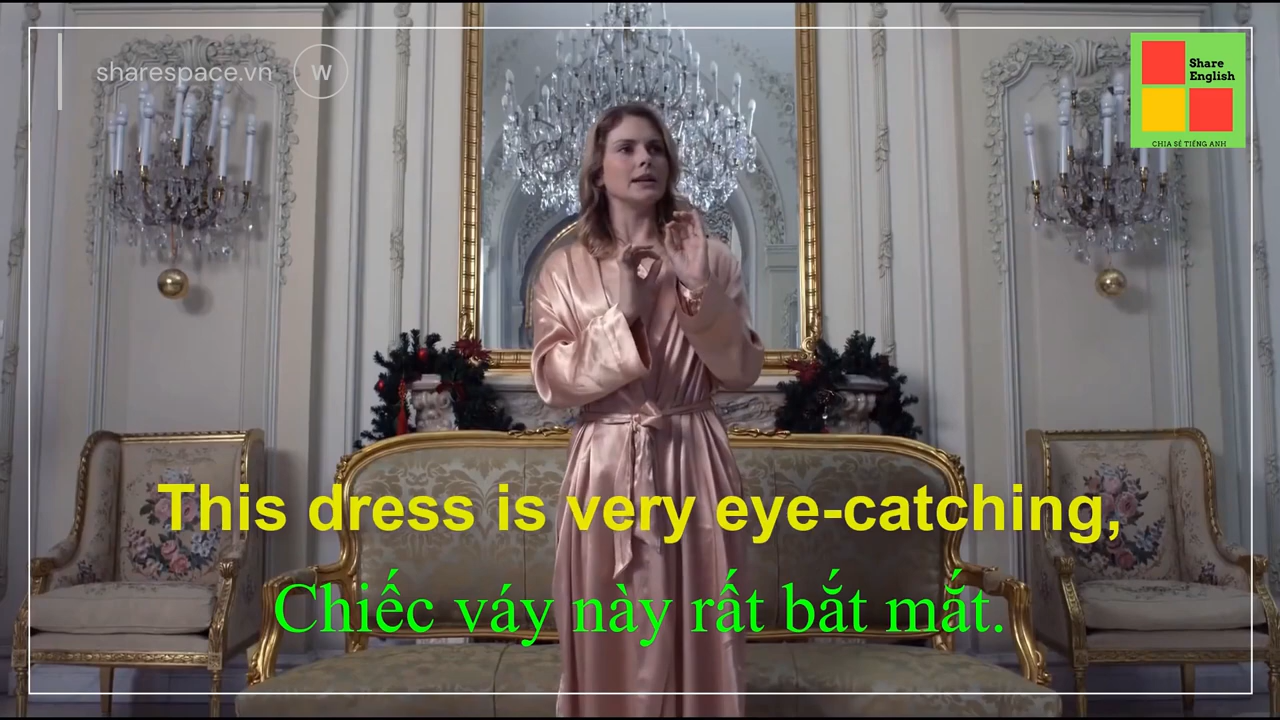 sharespace.vn
W
Share
English
CHIA SẺ TIẾNG ANH
This dress is very eye-catching,
Chiếc váy này rất bắt mắt.